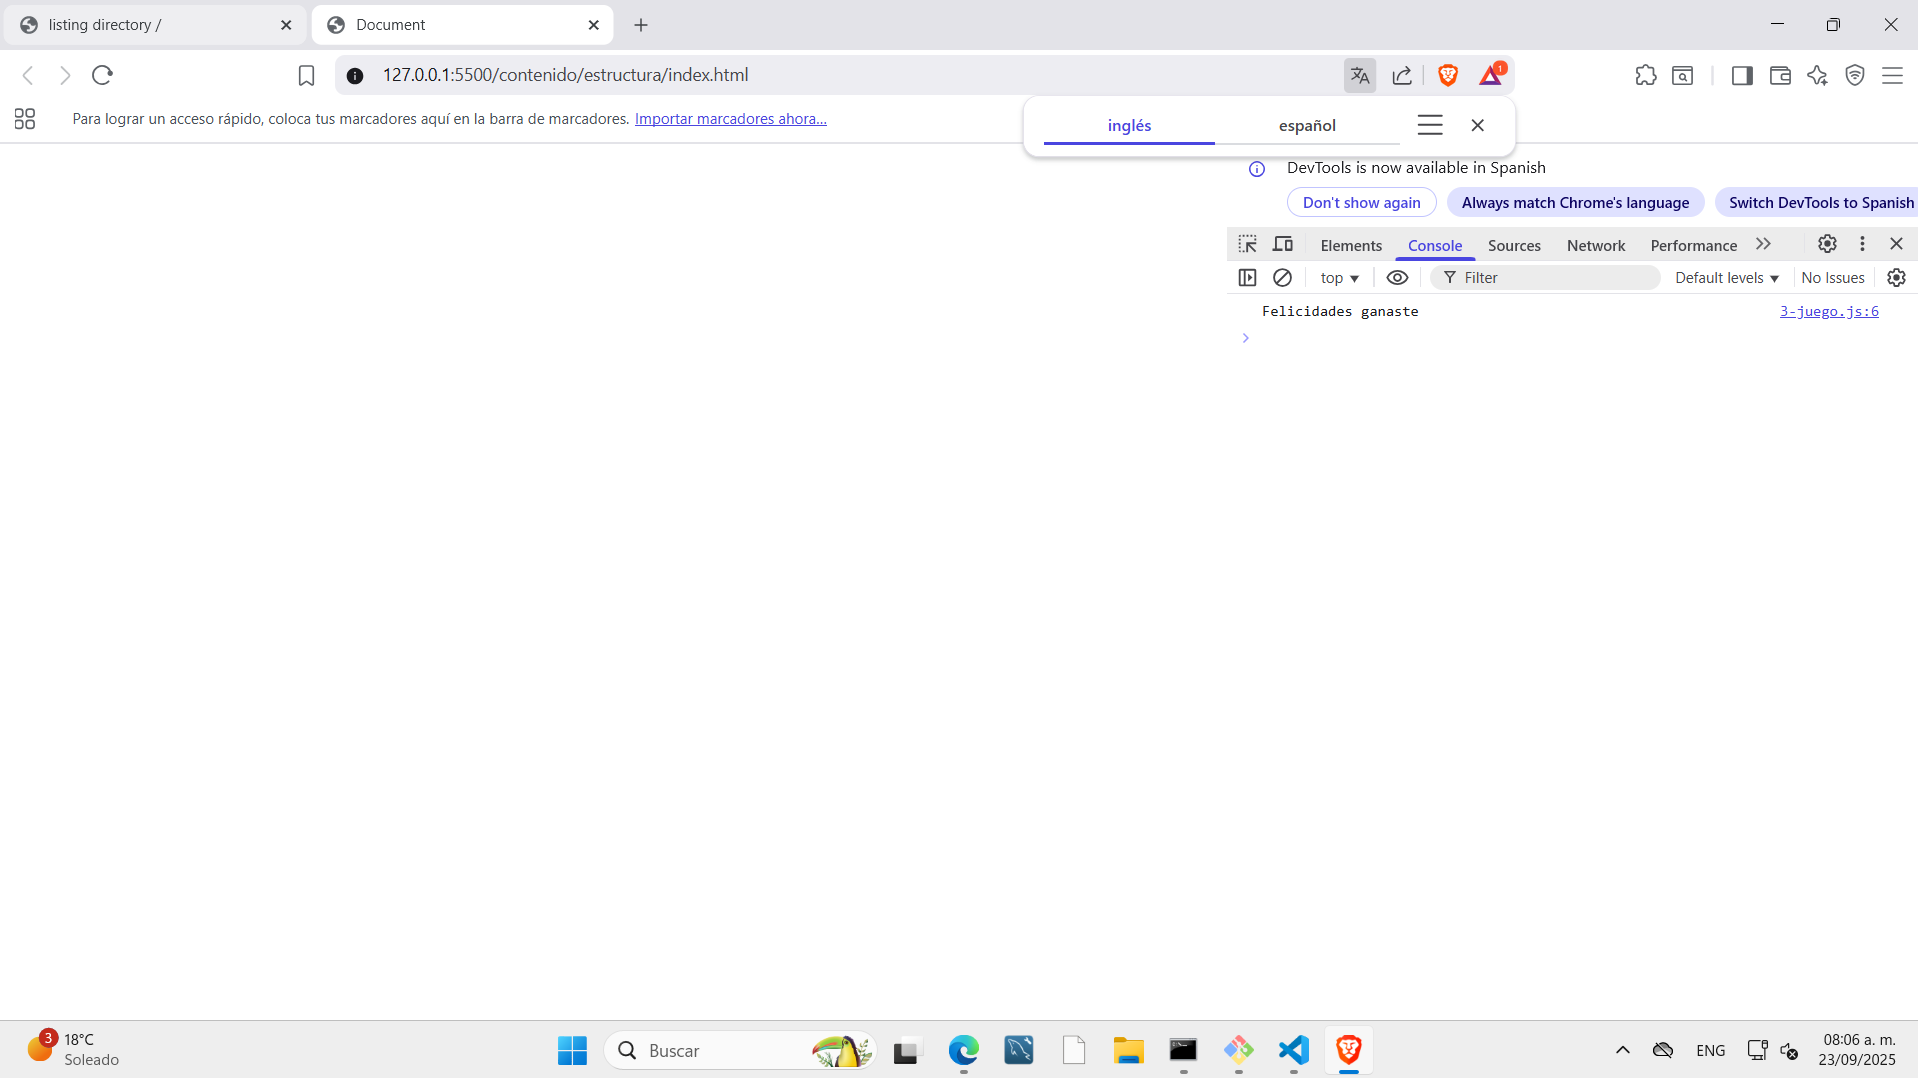 listing directory /
Document
127.0.0.1:5500/contenido/estructura/index.html
1
Para lograr un acceso rápido, coloca tus marcadores aquí en la barra de marcadores. Importar marcadores ahora...
inglés español
DevTools is now available in Spanish
Don't show again Always match Chrome's language Switch DevTools to Spanish
Elements Console Sources Network Performance
top Filter Default levels No Issues
Felicidades ganaste 3-juego.js:6
3
18°C
Soleado
Buscar
ENG
08:06 a. m.
23/09/2025